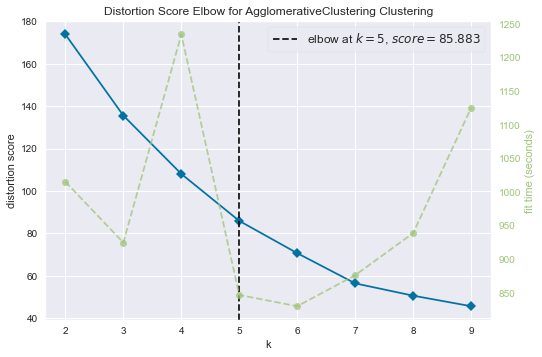 Distortion Score Elbow for AgglomerativeClustering Clustering
elbow at k = 5, score = 85.883
distortion score
180
160
140
120
100
80
60
40
2 3 4 5 6 7 8 9
k
1250
1200
1150
1100
1050
1000
950
900
850
fit time (seconds)